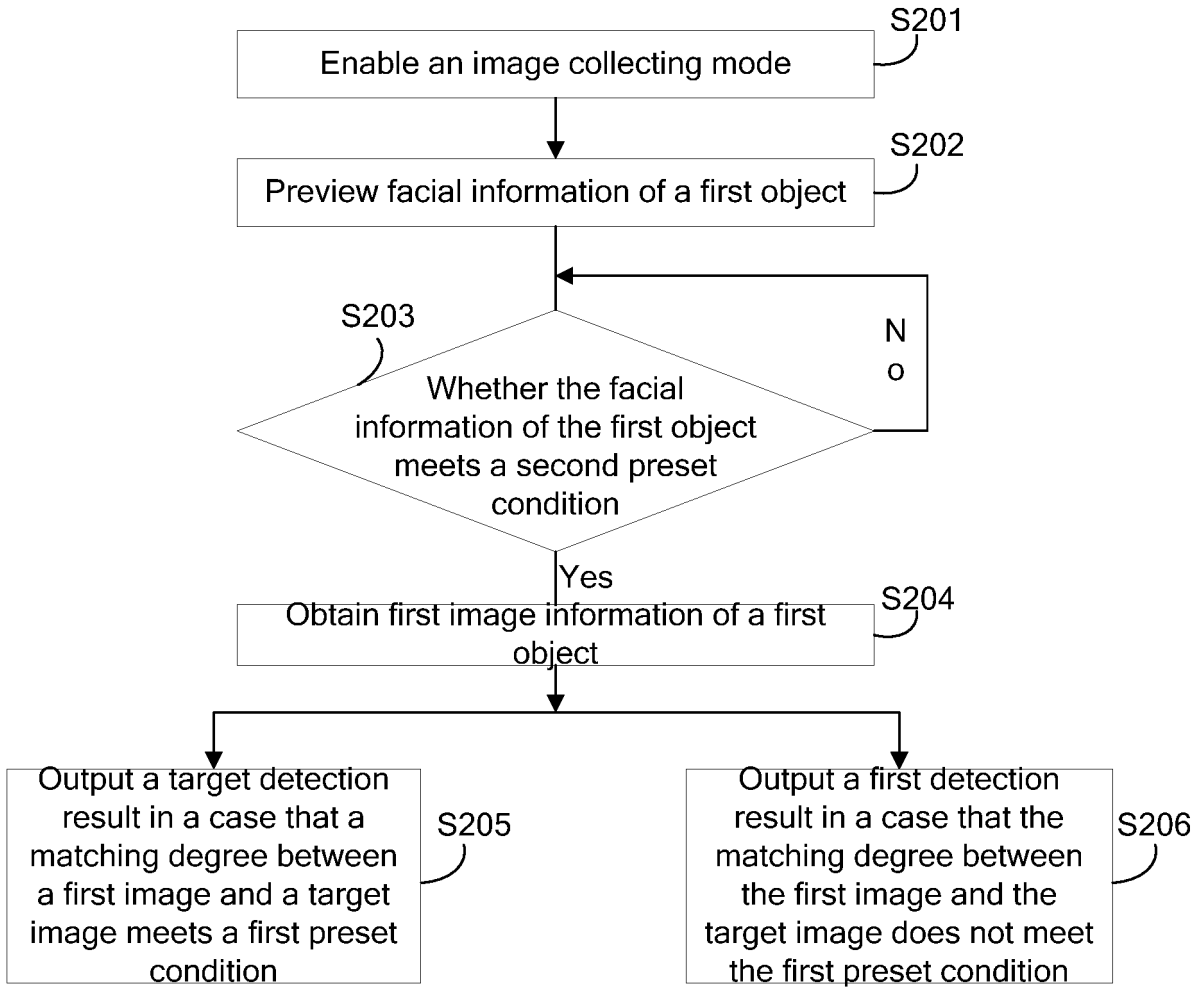 S201
Enable an image collecting mode
S202
Preview facial information of a first object
S203
N
o
Whether the facial
information of the first object
meets a second preset
condition
Yes
S204
Obtain first image information of a first
object
Output a target detection
result in a case that a
matching degree between
a first image and a target
image meets a first preset
condition
S205
Output a first detection
result in a case that the
matching degree between
the first image and the
target image does not meet
the first preset condition
S206